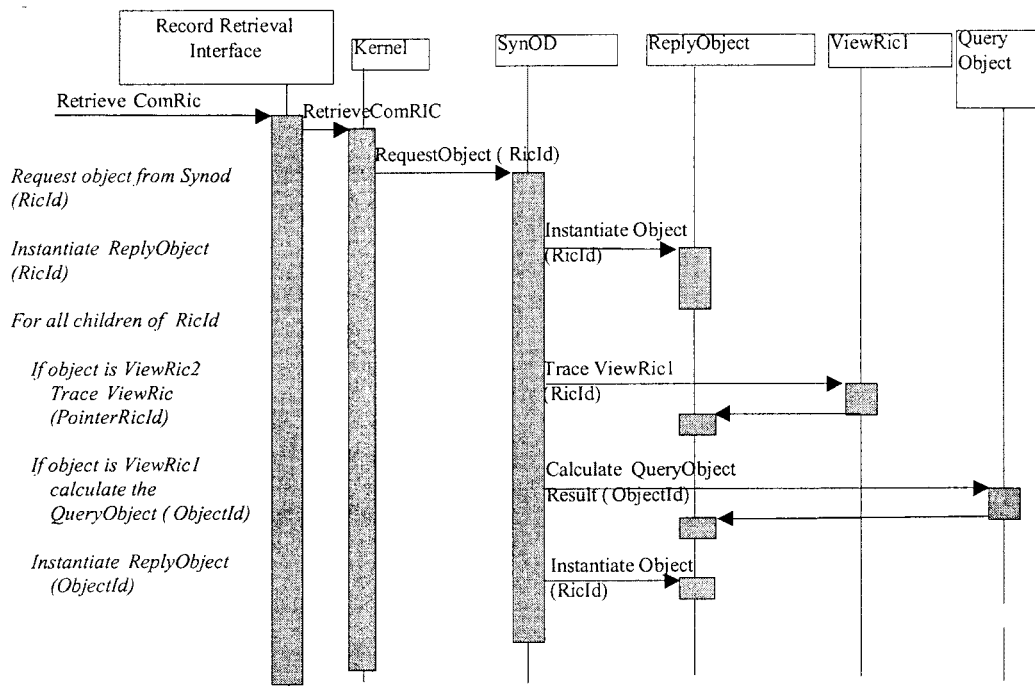 Record Retrieval
Interface
Kernel
SynOD
ReplyObject
ViewRic1
Query
Object
Retrieve ComRic
RetrieveComRIC
RequestObject ( RicId)
Request object from Synod
(RicId)
Instantiate Object
(RicId)
Instantiate ReplyObject
(RicId)
For all children of RicId
If object is ViewRic2
Trace ViewRic
(PointerRicId)
Trace ViewRic1
(RicId)
If object is ViewRic1
calculate the
QueryObject ( ObjectId)
Calculate QueryObject
Result ( ObjectId)
Instantiate ReplyObject
(ObjectId)
Instantiate Object
(RicId)